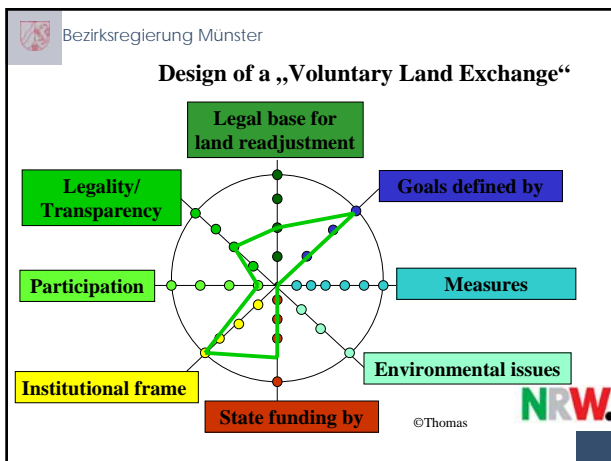 Bezirksregierung Münster
Design of a „Voluntary Land Exchange“
Legal base for
land readjustment
Legality/
Transparency
Goals defined by
Participation
Measures
Institutional frame
Environmental issues
State funding by
©Thomas
NRW.